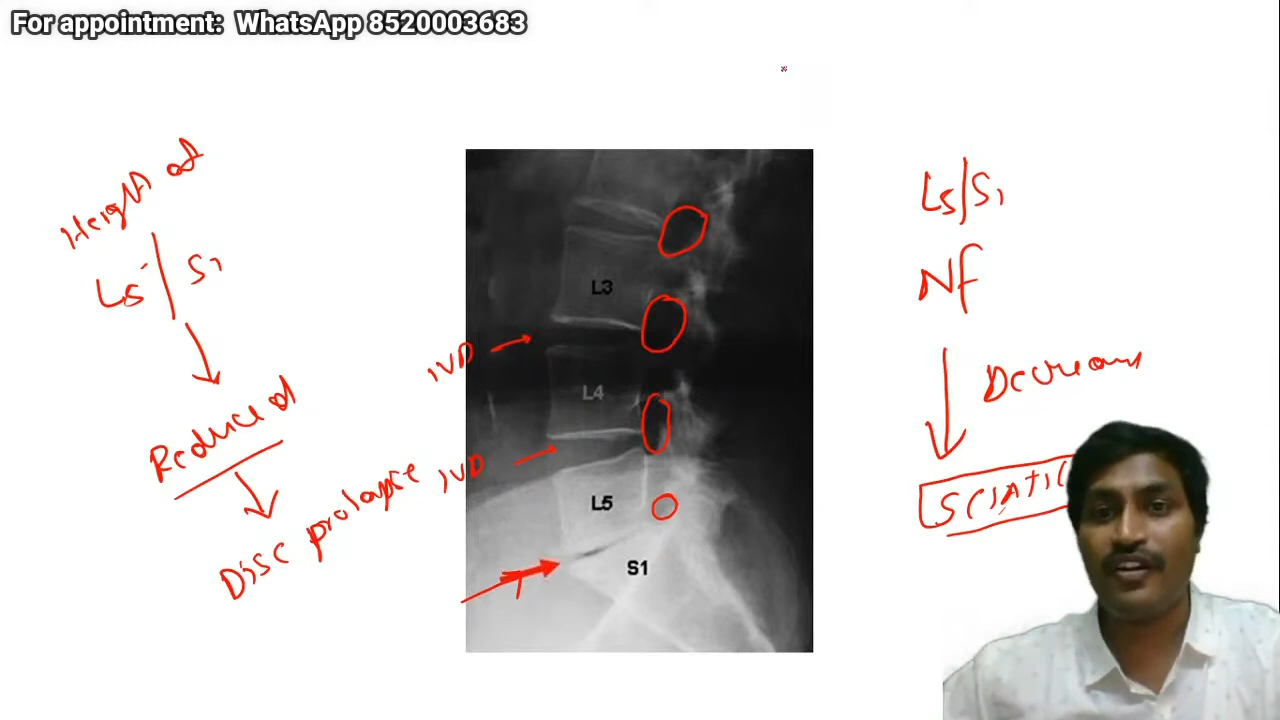 For appointment: WhatsApp 8520003683
Height of
L5 / S1
Reduced
Disc prolapse
IVD
IVD
L3
L4
L5
S1
L5/S1
NF
SCIATIC